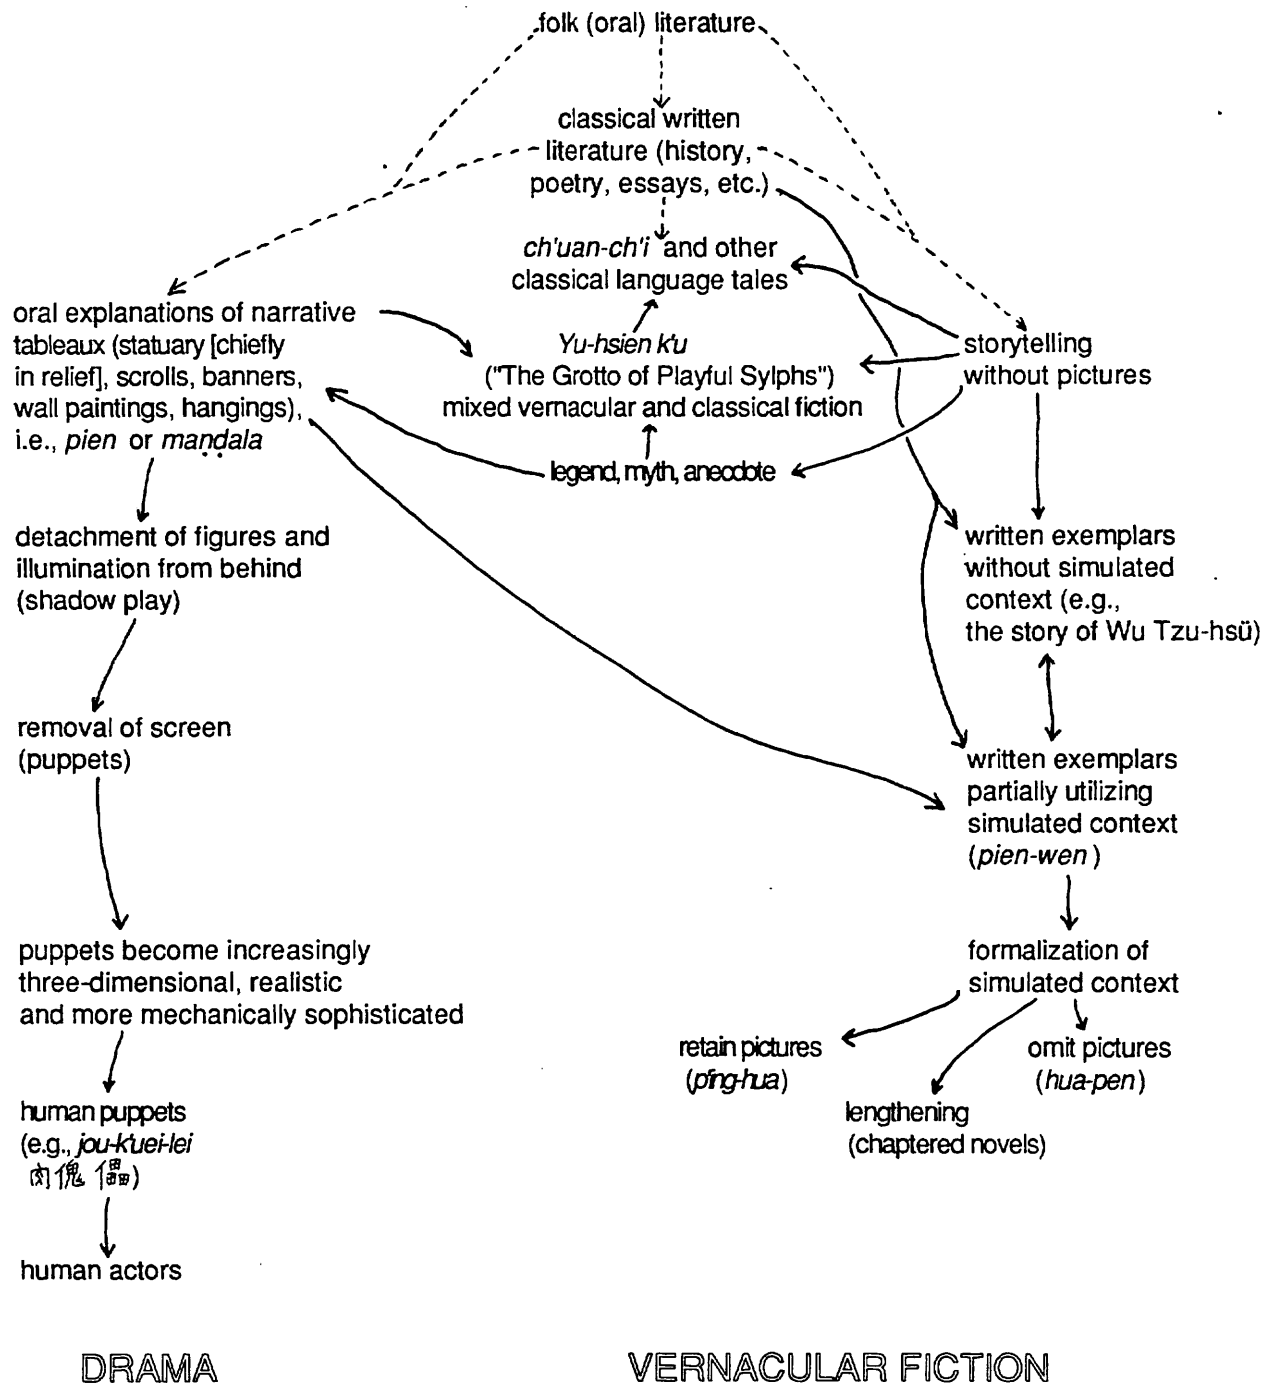 folk (oral) literature
classical written
literature (history,
poetry, essays, etc.)
ch'uan-ch'i and other
classical language tales
oral explanations of narrative
tableaux (statuary [chiefly
in relief], scrolls, banners,
wall paintings, hangings),
i.e., pien or maṇḍala
Yu-hsien k'u
("The Grotto of Playful Sylphs")
mixed vernacular and classical fiction
legend, myth, anecdote
storytelling
without pictures
detachment of figures and
illumination from behind
(shadow play)
written exemplars
without simulated
context (e.g.,
the story of Wu Tzu-hsü)
removal of screen
(puppets)
written exemplars
partially utilizing
simulated context
(pien-wen)
puppets become increasingly
three-dimensional, realistic
and more mechanically sophisticated
formalization of
simulated context
retain pictures
(p'ing-hua)
omit pictures
(hua-pen)
lengthening
(chaptered novels)
human puppets
(e.g., jou-k'uei-lei
肉傀儡)
human actors
DRAMA
VERNACULAR FICTION